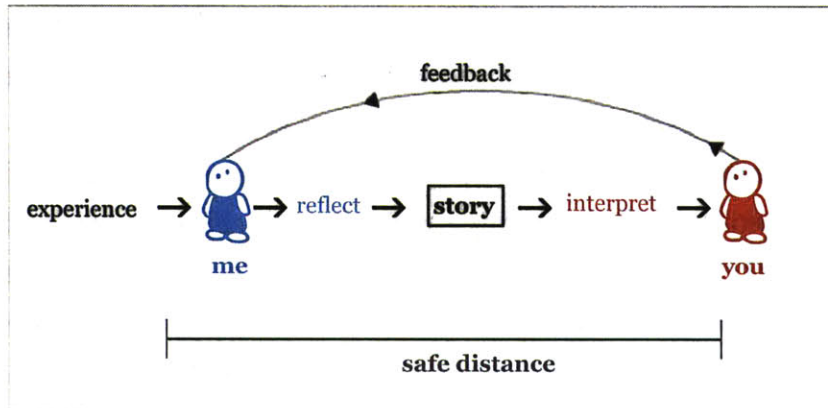 feedback
experience
reflect
story
interpret
me
you
safe distance